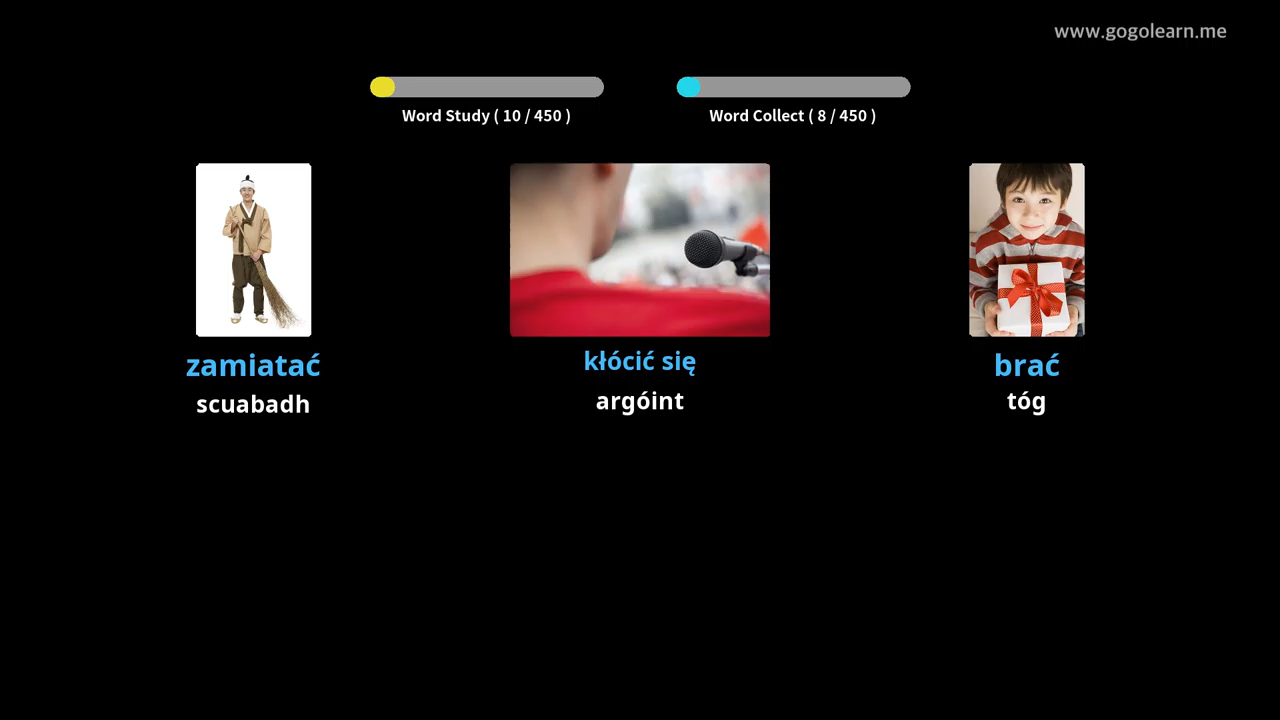 www.gogolearn.me
Word Study ( 10 / 450 )
Word Collect ( 8 / 450 )
zamiatać
scuabadh
kłócić się
argóint
brać
tóg